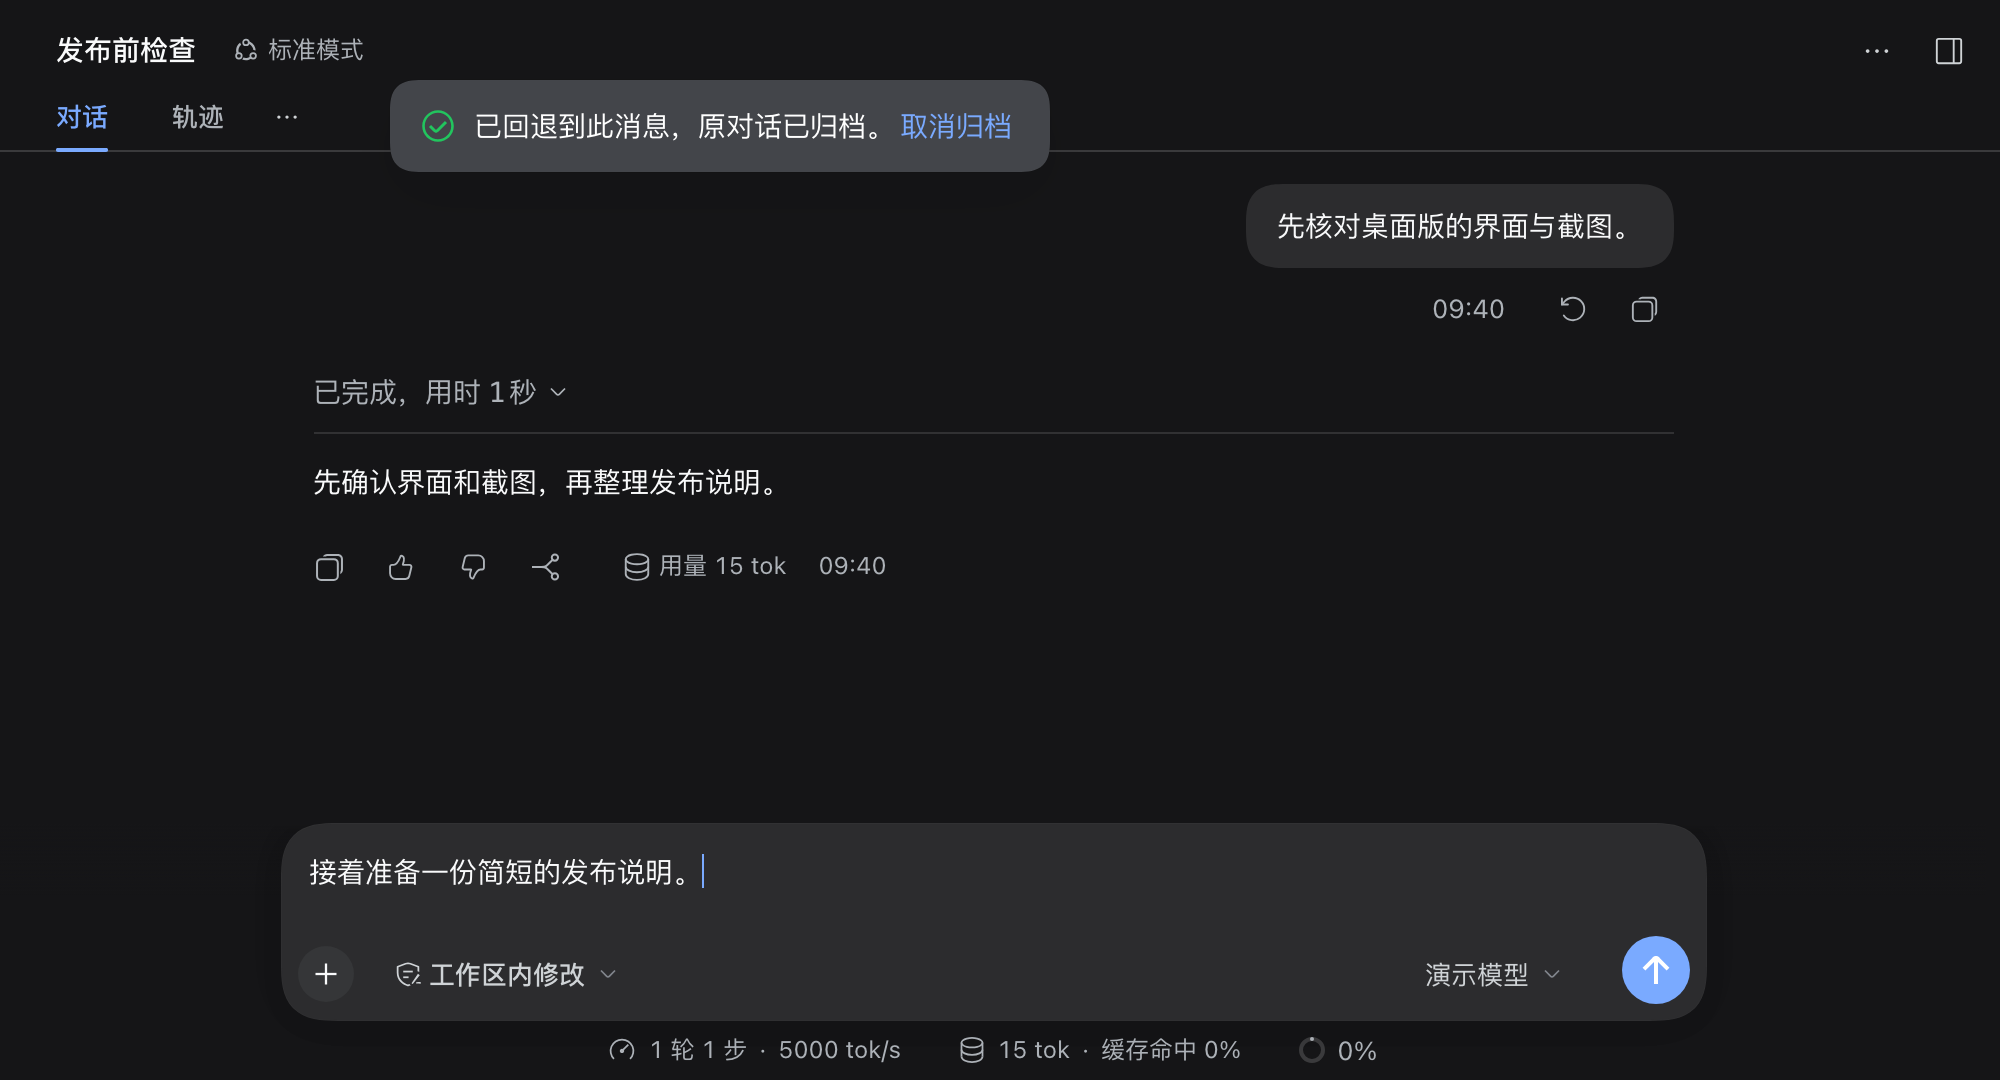 发布前检查 标准模式
对话 轨迹
已回退到此消息，原对话已归档。 取消归档
先核对桌面版的界面与截图。
09:40
已完成，用时 1 秒
先确认界面和截图，再整理发布说明。
用量 15 tok 09:40
接着准备一份简短的发布说明。
工作区内修改 演示模型
1 轮 1 步 · 5000 tok/s 15 tok · 缓存命中 0% 0%